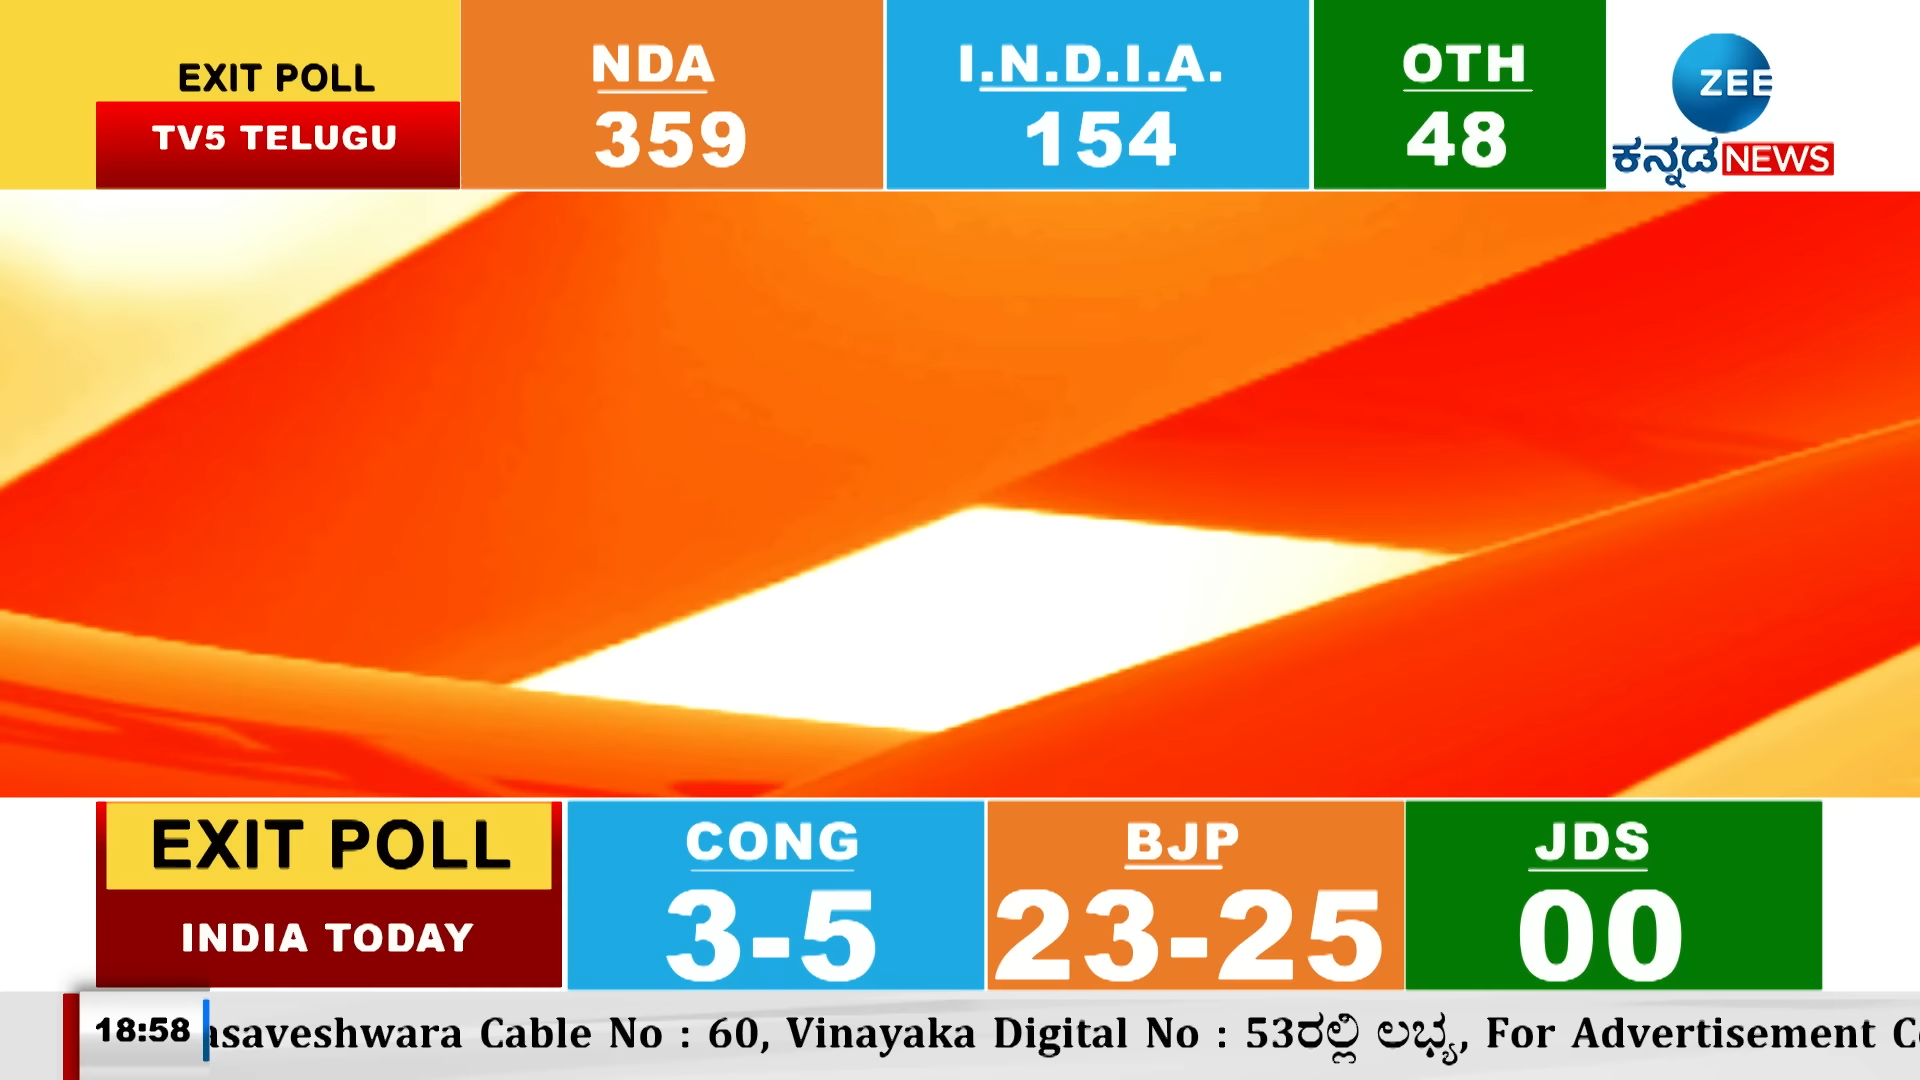 EXIT POLL
TV5 TELUGU
NDA
359
I.N.D.I.A.
154
OTH
48
ZEE
ಕನ್ನಡ NEWS
EXIT POLL
INDIA TODAY
CONG
3-5
BJP
23-25
JDS
00
18:58
asaveshwara Cable No : 60, Vinayaka Digital No : 53ರಲ್ಲಿ ಲಭ್ಯ, For Advertisement